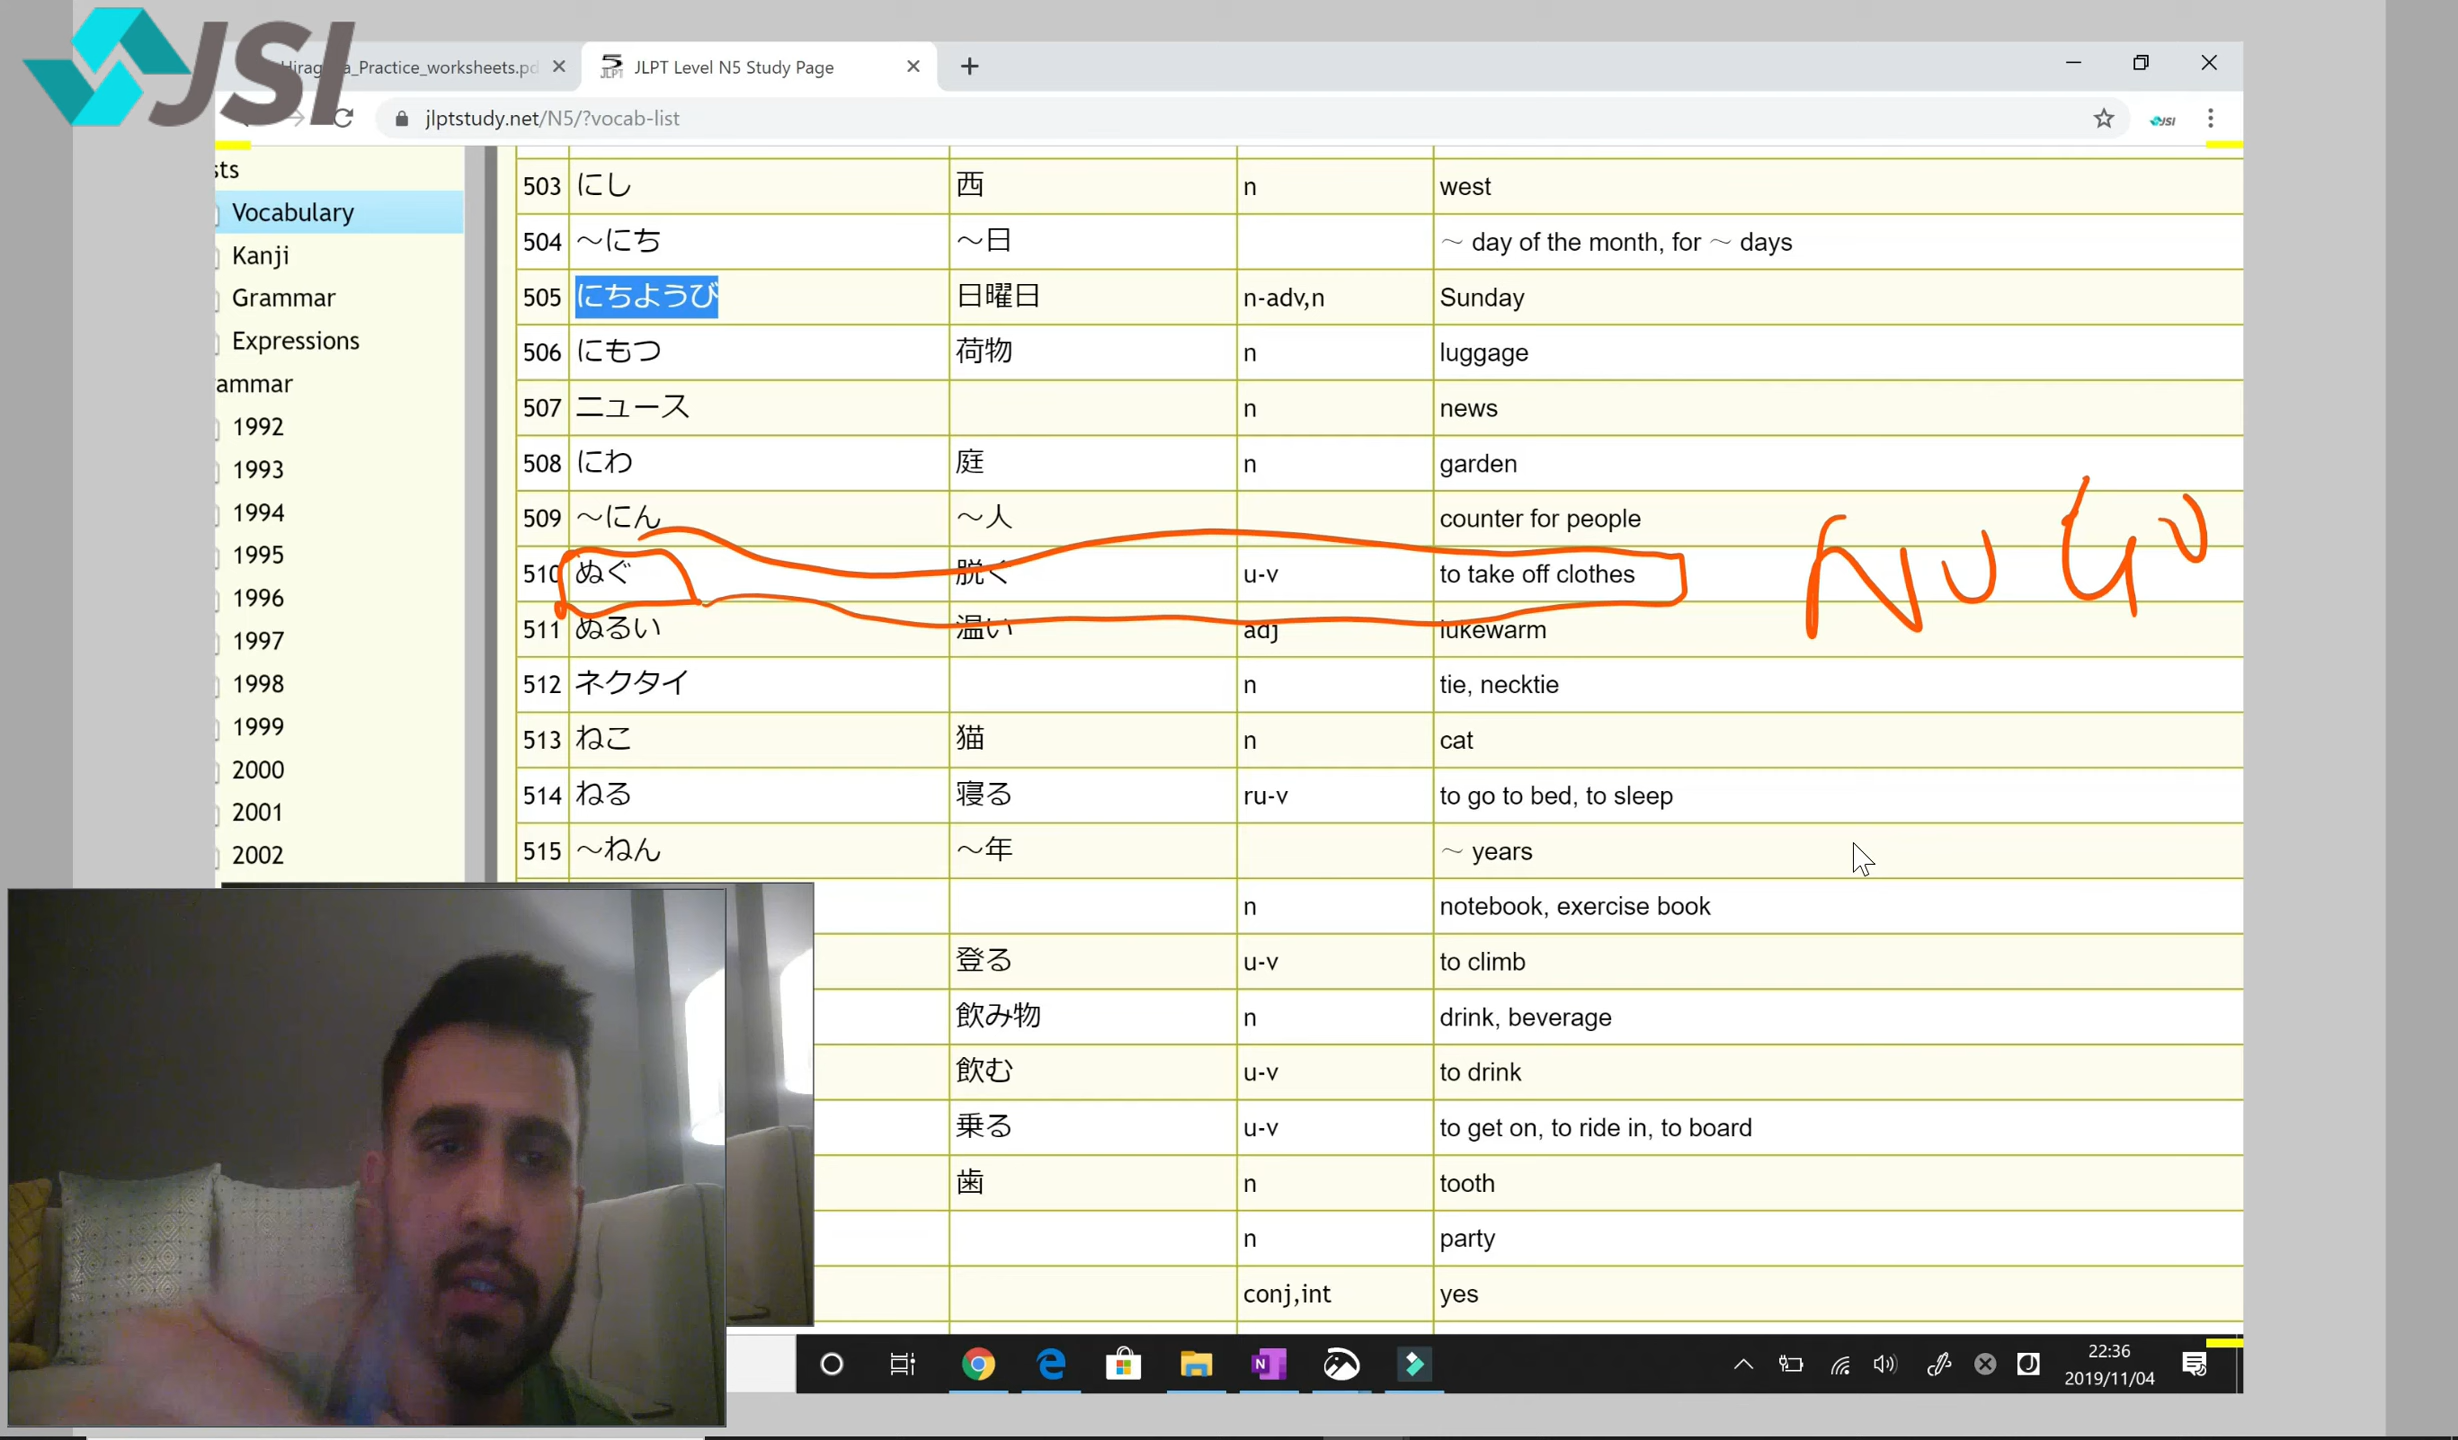 JSI
Practice_worksheets.pd
JLPT Level N5 Study Page
jlptstudy.net/N5/?vocab-list
JSI
sts
Vocabulary
Kanji
Grammar
Expressions
ammar
1992
1993
1994
1995
1996
1997
1998
1999
2000
2001
2002
503 にし 西 n west
504 ～にち ～日 ～ day of the month, for ～ days
505 にちようび 日曜日 n-adv,n Sunday
506 にもつ 荷物 n luggage
507 ニュース n news
508 にわ 庭 n garden
509 ～にん ～人 counter for people
510 ぬぐ 脱ぐ u-v to take off clothes
NUGU
511 ぬるい 温い adj lukewarm
512 ネクタイ n tie, necktie
513 ねこ 猫 n cat
514 ねる 寝る ru-v to go to bed, to sleep
515 ～ねん ～年 ～ years
n notebook, exercise book
登る u-v to climb
飲み物 n drink, beverage
飲む u-v to drink
乗る u-v to get on, to ride in, to board
歯 n tooth
n party
conj,int yes
22:36
2019/11/04